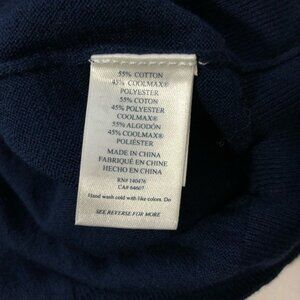 55% COTTON
45% COOLMAX®
POLYESTER
55% COTON
45% POLYESTER
COOLMAX®
55% ALGODÓN
45% COOLMAX®
POLIÉSTER
MADE IN CHINA
FABRIQUÉ EN CHINE
HECHO EN CHINA
RN# 140476
CA# 64607
Hand wash cold with like colors. Do
SEE REVERSE FOR MORE